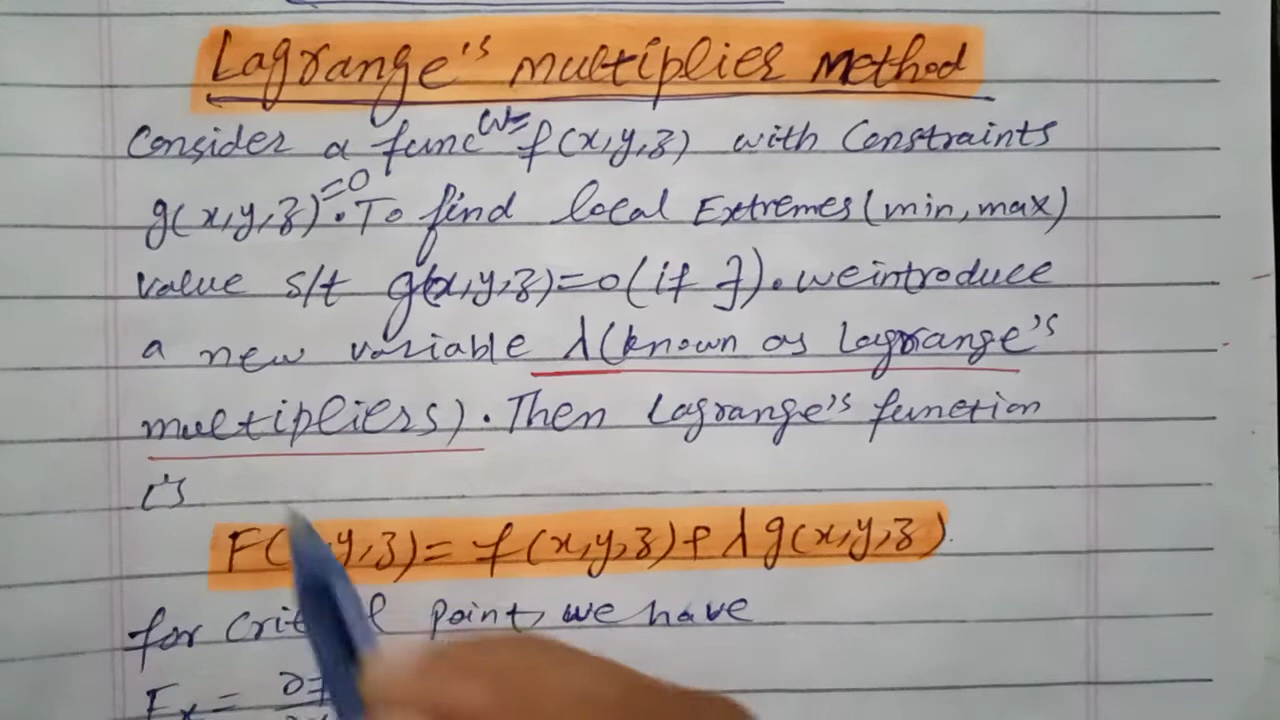 Lagrange's multiplier Method
Consider a func w= f(x,y,z) with Constraints
g(x,y,z)=0. To find local Extremes (min, max)
value s/t g(x,y,z)=0 (if ∃). we introduce
a new variable λ (known as Lagrange's
multipliers). Then Lagrange's function
is
F( ,y,z) = f(x,y,z) + λ g(x,y,z).
for point, we have
Fx =